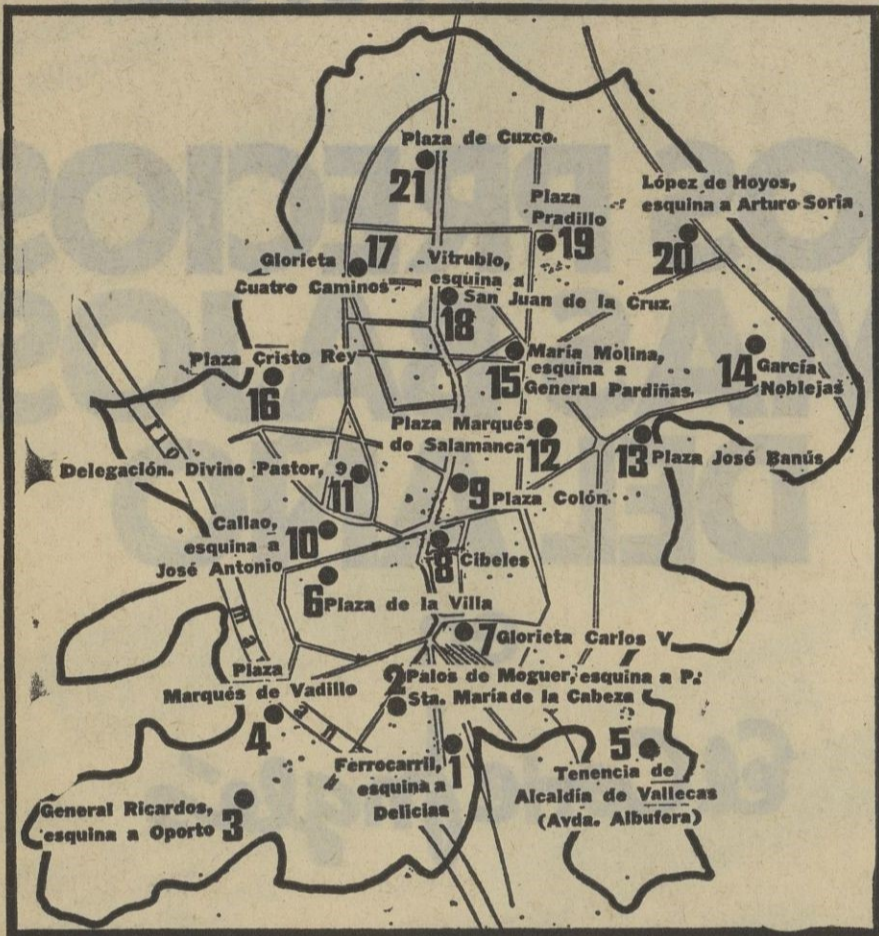 Plaza de Cuzco.
21
López de Hoyos,
esquina a Arturo Soria
20
Plaza
Pradillo
19
Glorieta
Cuatro Caminos
17
Vitrubio,
esquina a
San Juan de la Cruz.
18
Plaza Cristo Rey
16
María Molina,
esquina a
General Pardiñas.
15
14
García
Noblejas
Plaza Marqués
de Salamanca
12
13
Plaza José Banús
Delegación. Divino Pastor, 9
11
9
Plaza Colón
Callao,
esquina a
José Antonio
10
8
Cibeles
6
Plaza de la Villa
7
Glorieta Carlos V
Plaza
Marqués de Vadillo
4
2
Palos de Moguer, esquina a P.
Sta. María de la Cabeza
General Ricardos,
esquina a Oporto
3
Ferrocarril,
esquina a
Delicias
1
5
Tenencia de
Alcaldía de Vallecas
(Avda. Albufera)